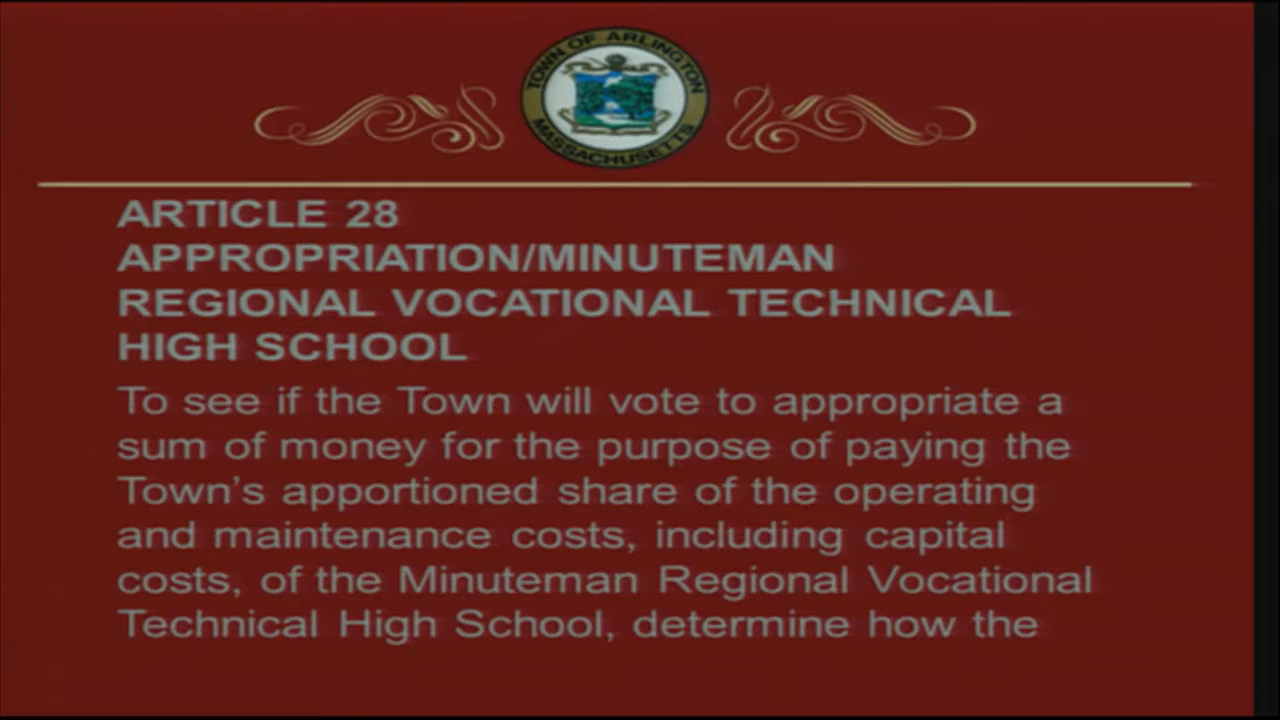 TOWN OF ARLINGTON
MASSACHUSETTS
ARTICLE 28
APPROPRIATION/MINUTEMAN
REGIONAL VOCATIONAL TECHNICAL
HIGH SCHOOL
To see if the Town will vote to appropriate a
sum of money for the purpose of paying the
Town's apportioned share of the operating
and maintenance costs, including capital
costs, of the Minuteman Regional Vocational
Technical High School, determine how the